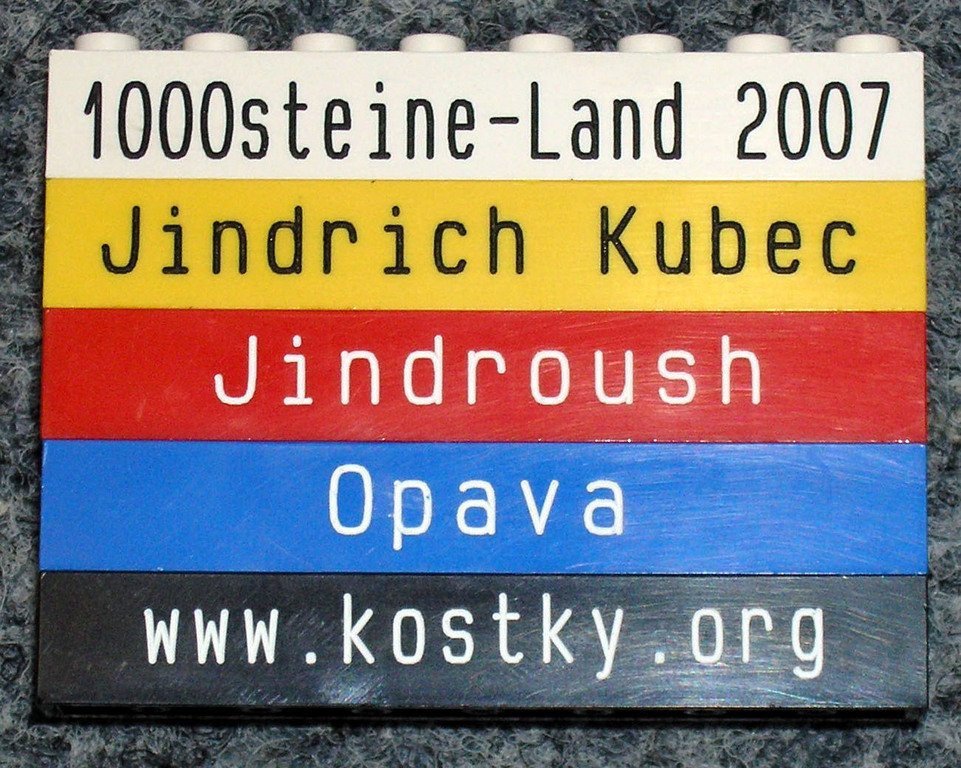 1000steine-Land 2007
Jindrich Kubec
Jindroush
Opava
www.kostky.org